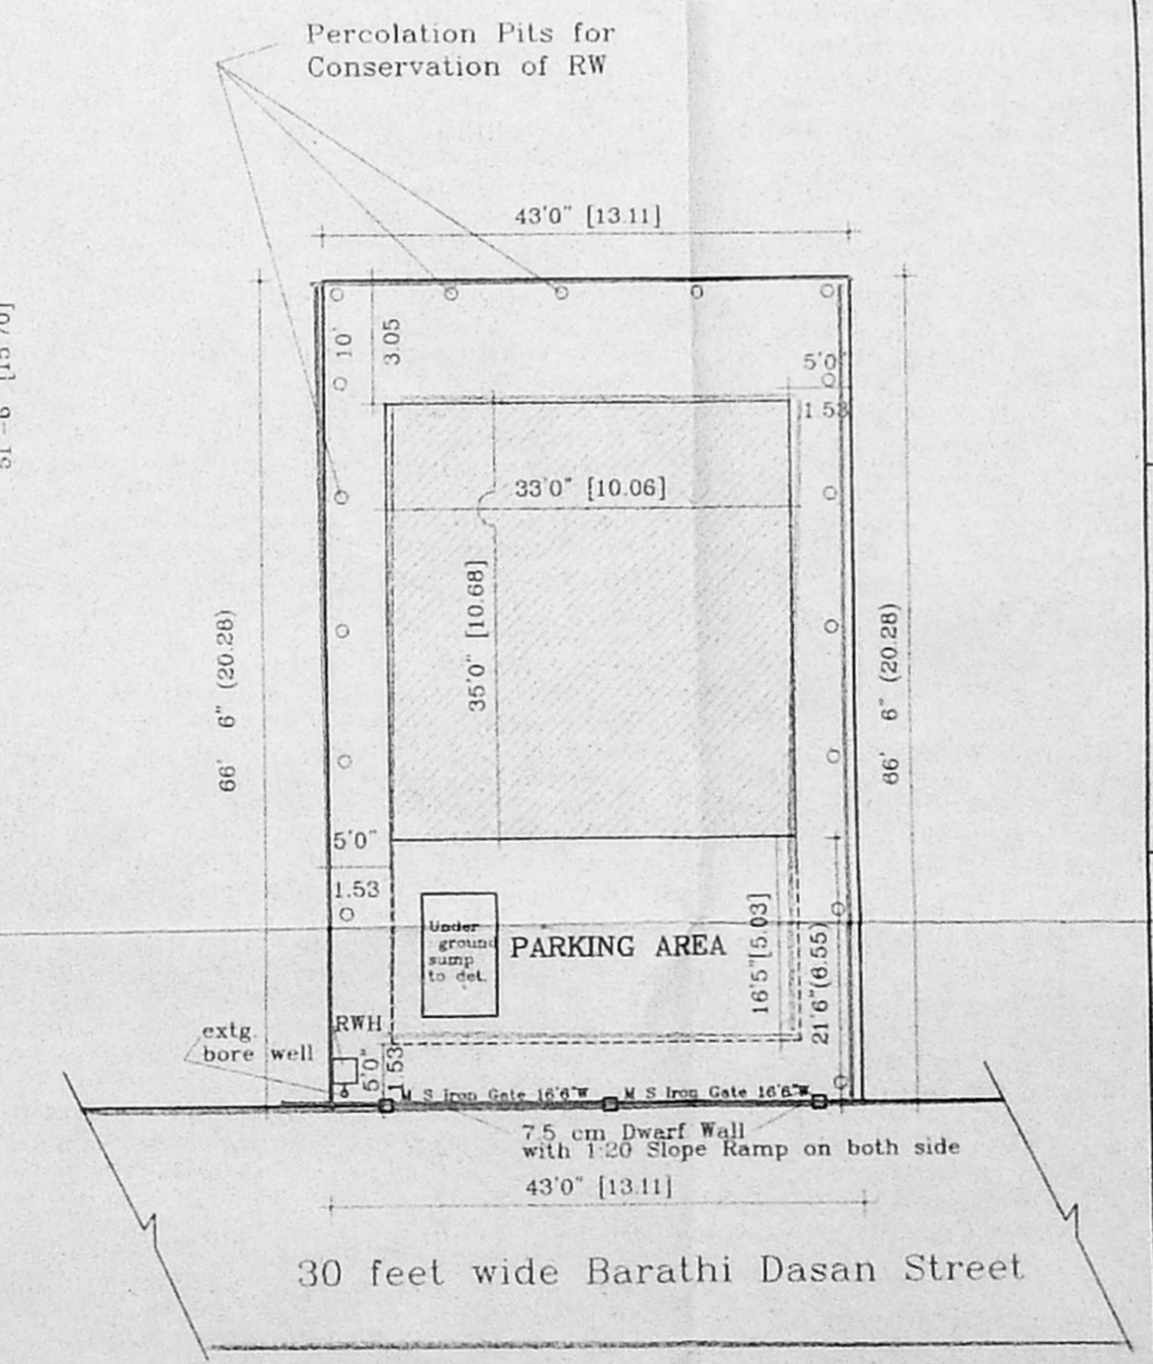 Percolation Pits for
Conservation of RW
43'0" [13.11]
10'
3.05
5'0"
1.53
33'0" [10.06]
35'0" [10.68]
66' 6" (20.28)
66' 6" (20.28)
5'0"
1.53
Under
ground
sump
to det.
PARKING AREA
16'5"[5.03]
21'6"(6.55)
RWH
extg.
bore well
5'0"
1.53
M S Iron Gate 16'6"W
M S Iron Gate 16'6"W
7.5 cm Dwarf Wall
with 1:20 Slope Ramp on both side
43'0" [13.11]
30 feet wide Barathi Dasan Street